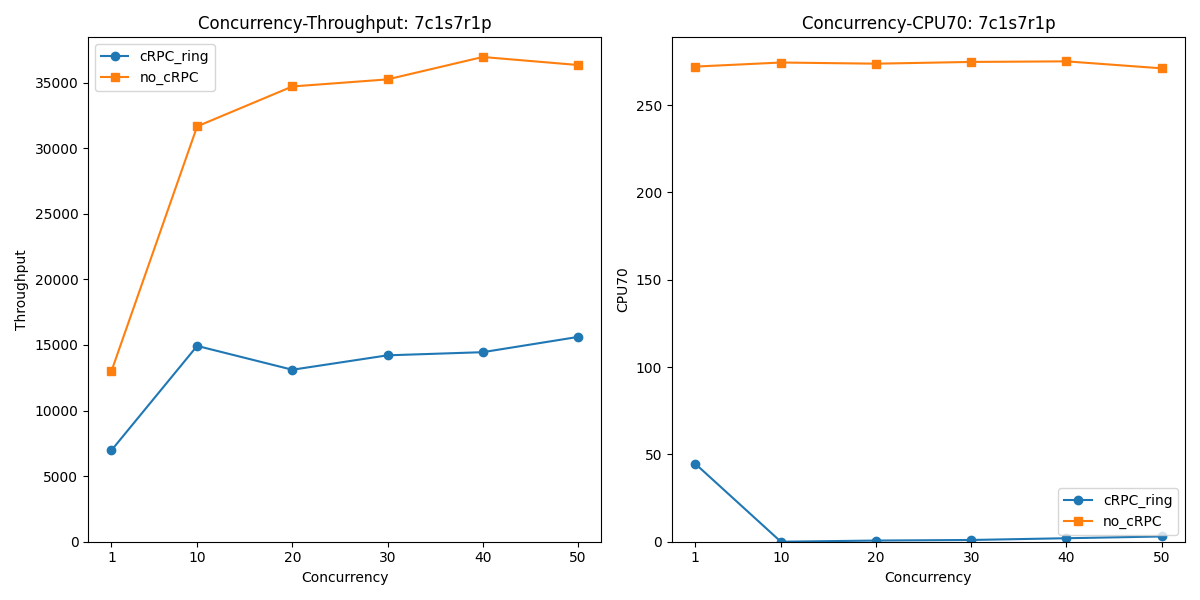 Concurrency-Throughput: 7c1s7r1p
cRPC_ring
no_cRPC
35000
30000
25000
20000
15000
10000
5000
0
Throughput
1 10 20 30 40 50
Concurrency
Concurrency-CPU70: 7c1s7r1p
250
200
150
100
50
0
CPU70
cRPC_ring
no_cRPC
1 10 20 30 40 50
Concurrency